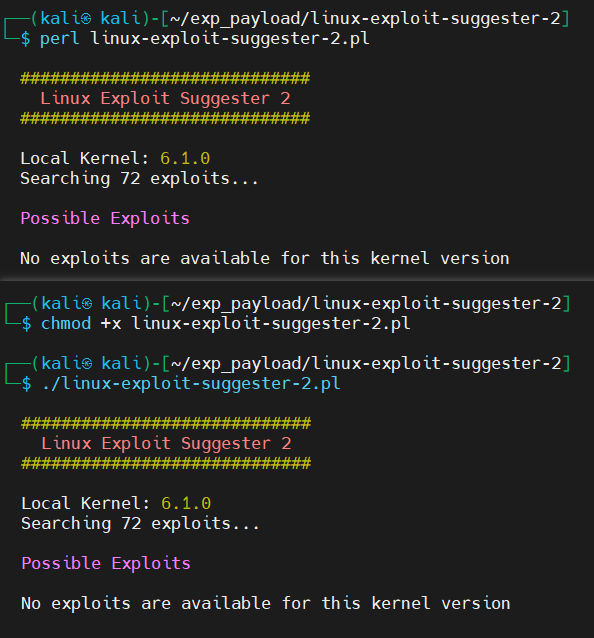 ┌──(kali㉿ kali)-[~/exp_payload/linux-exploit-suggester-2]
└─$ perl linux-exploit-suggester-2.pl
#############################
Linux Exploit Suggester 2
#############################
Local Kernel: 6.1.0
Searching 72 exploits...
Possible Exploits
No exploits are available for this kernel version
┌──(kali㉿ kali)-[~/exp_payload/linux-exploit-suggester-2]
└─$ chmod +x linux-exploit-suggester-2.pl
┌──(kali㉿ kali)-[~/exp_payload/linux-exploit-suggester-2]
└─$ ./linux-exploit-suggester-2.pl
#############################
Linux Exploit Suggester 2
#############################
Local Kernel: 6.1.0
Searching 72 exploits...
Possible Exploits
No exploits are available for this kernel version